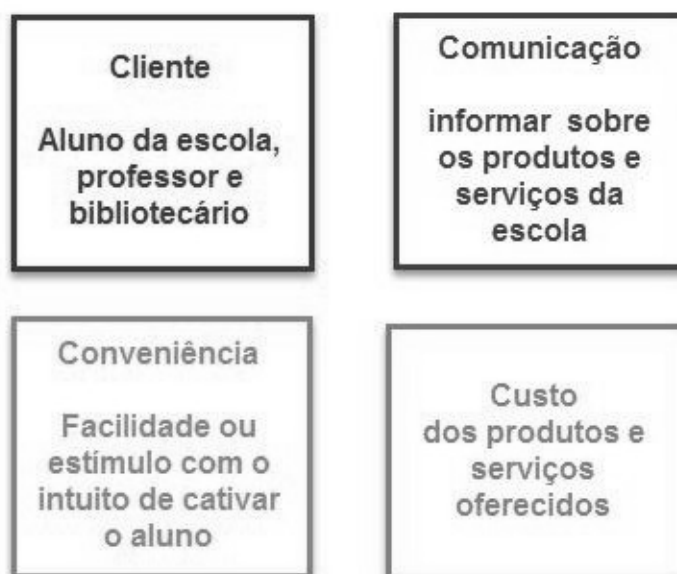 Cliente
Aluno da escola,
professor e
bibliotecário
Comunicação
informar sobre
os produtos e
serviços da
escola
Conveniência
Facilidade ou
estímulo com o
intuito de cativar
o aluno
Custo
dos produtos e
serviços
oferecidos